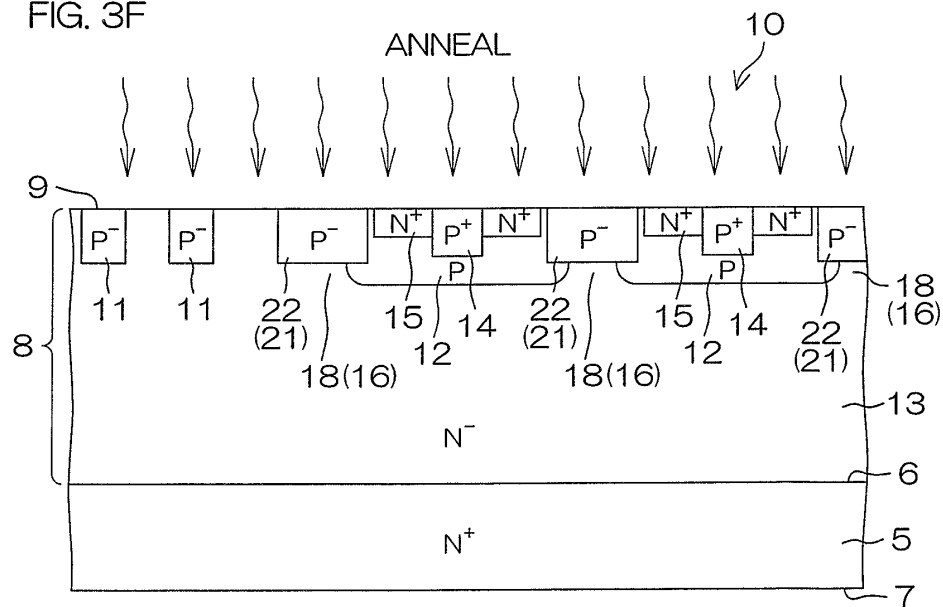 FIG. 3F
10
ANNEAL
9
P⁻ P⁻ P⁻ N⁺ P⁺ N⁺ P⁻ N⁺ P⁺ N⁺ P⁻
P P
11 11 22 15 12 14 22 15 12 14 22 18
(21) (21) (21) (16)
8
18(16) 18(16)
13
N⁻
6
N⁺
5
7